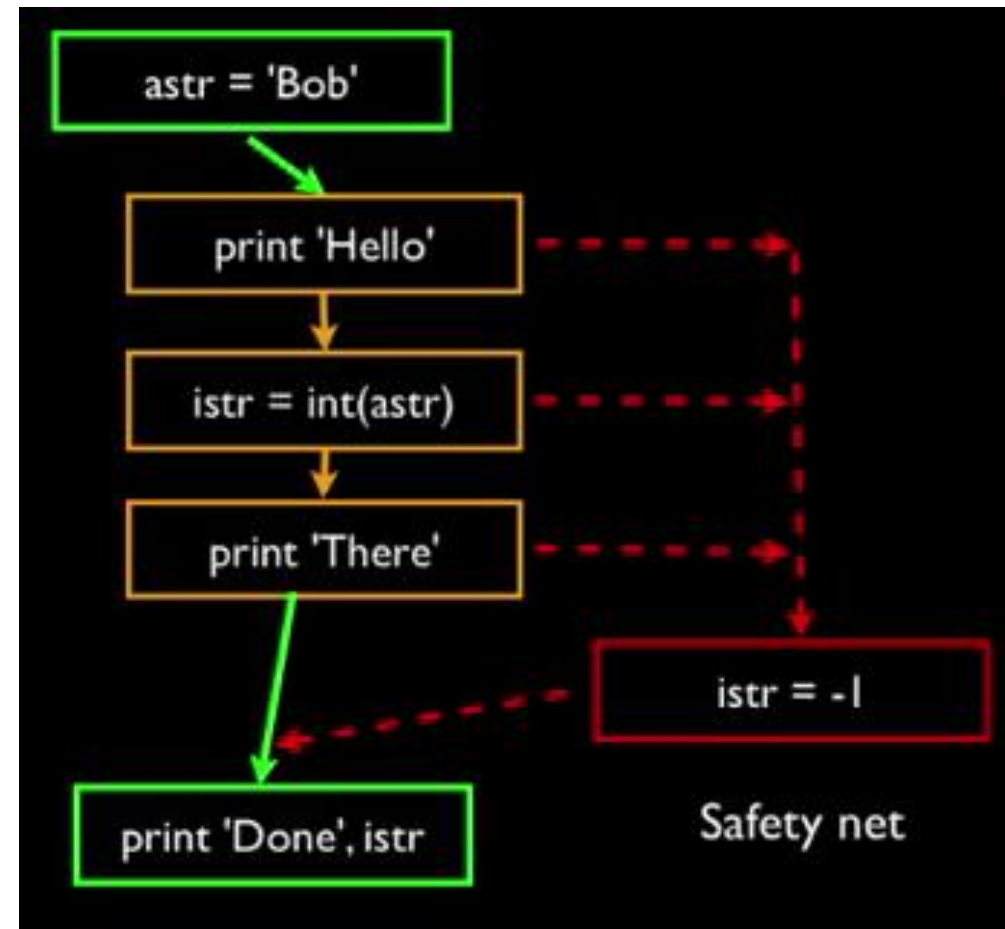 astr = 'Bob'
print 'Hello'
istr = int(astr)
print 'There'
istr = -1
print 'Done', istr
Safety net